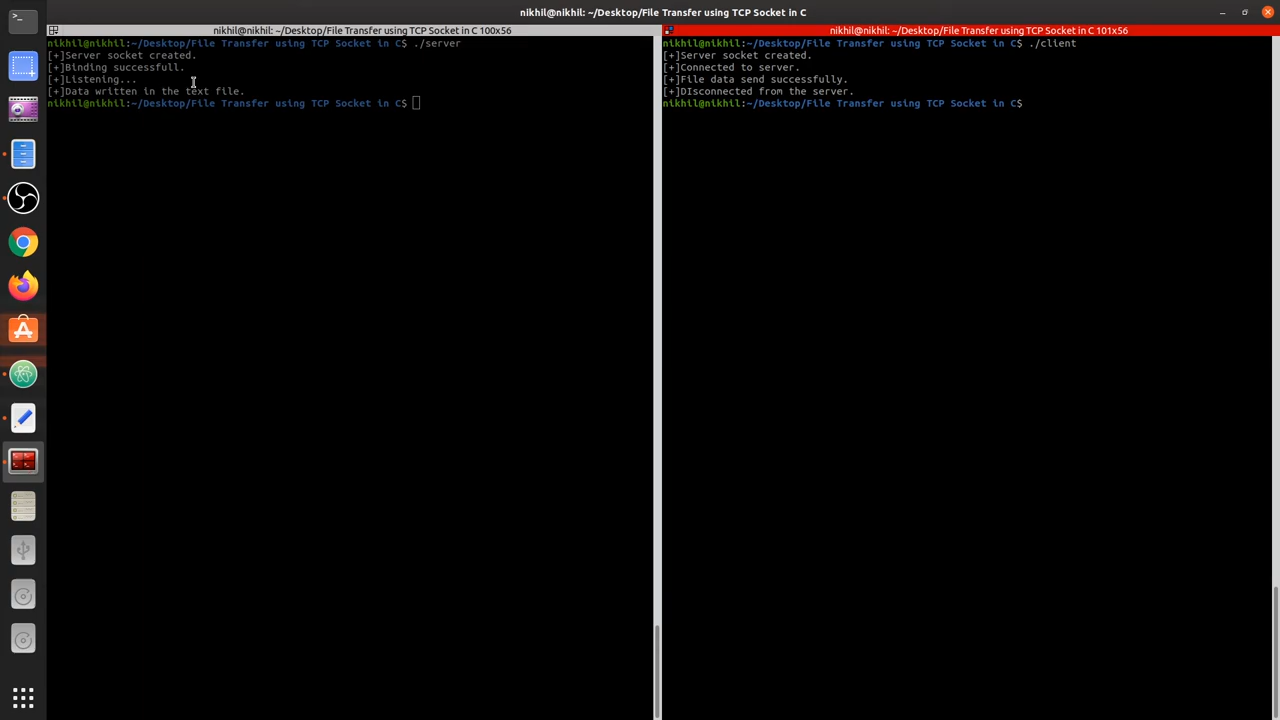 nikhil@nikhil: ~/Desktop/File Transfer using TCP Socket in C
nikhil@nikhil: ~/Desktop/File Transfer using TCP Socket in C 100x56
nikhil@nikhil:~/Desktop/File Transfer using TCP Socket in C$ ./server
[+]Server socket created.
[+]Binding successfull.
[+]Listening...
[+]Data written in the text file.
nikhil@nikhil:~/Desktop/File Transfer using TCP Socket in C$
nikhil@nikhil: ~/Desktop/File Transfer using TCP Socket in C 101x56
nikhil@nikhil:~/Desktop/File Transfer using TCP Socket in C$ ./client
[+]Server socket created.
[+]Connected to server.
[+]File data send successfully.
[+]DIsconnected from the server.
nikhil@nikhil:~/Desktop/File Transfer using TCP Socket in C$